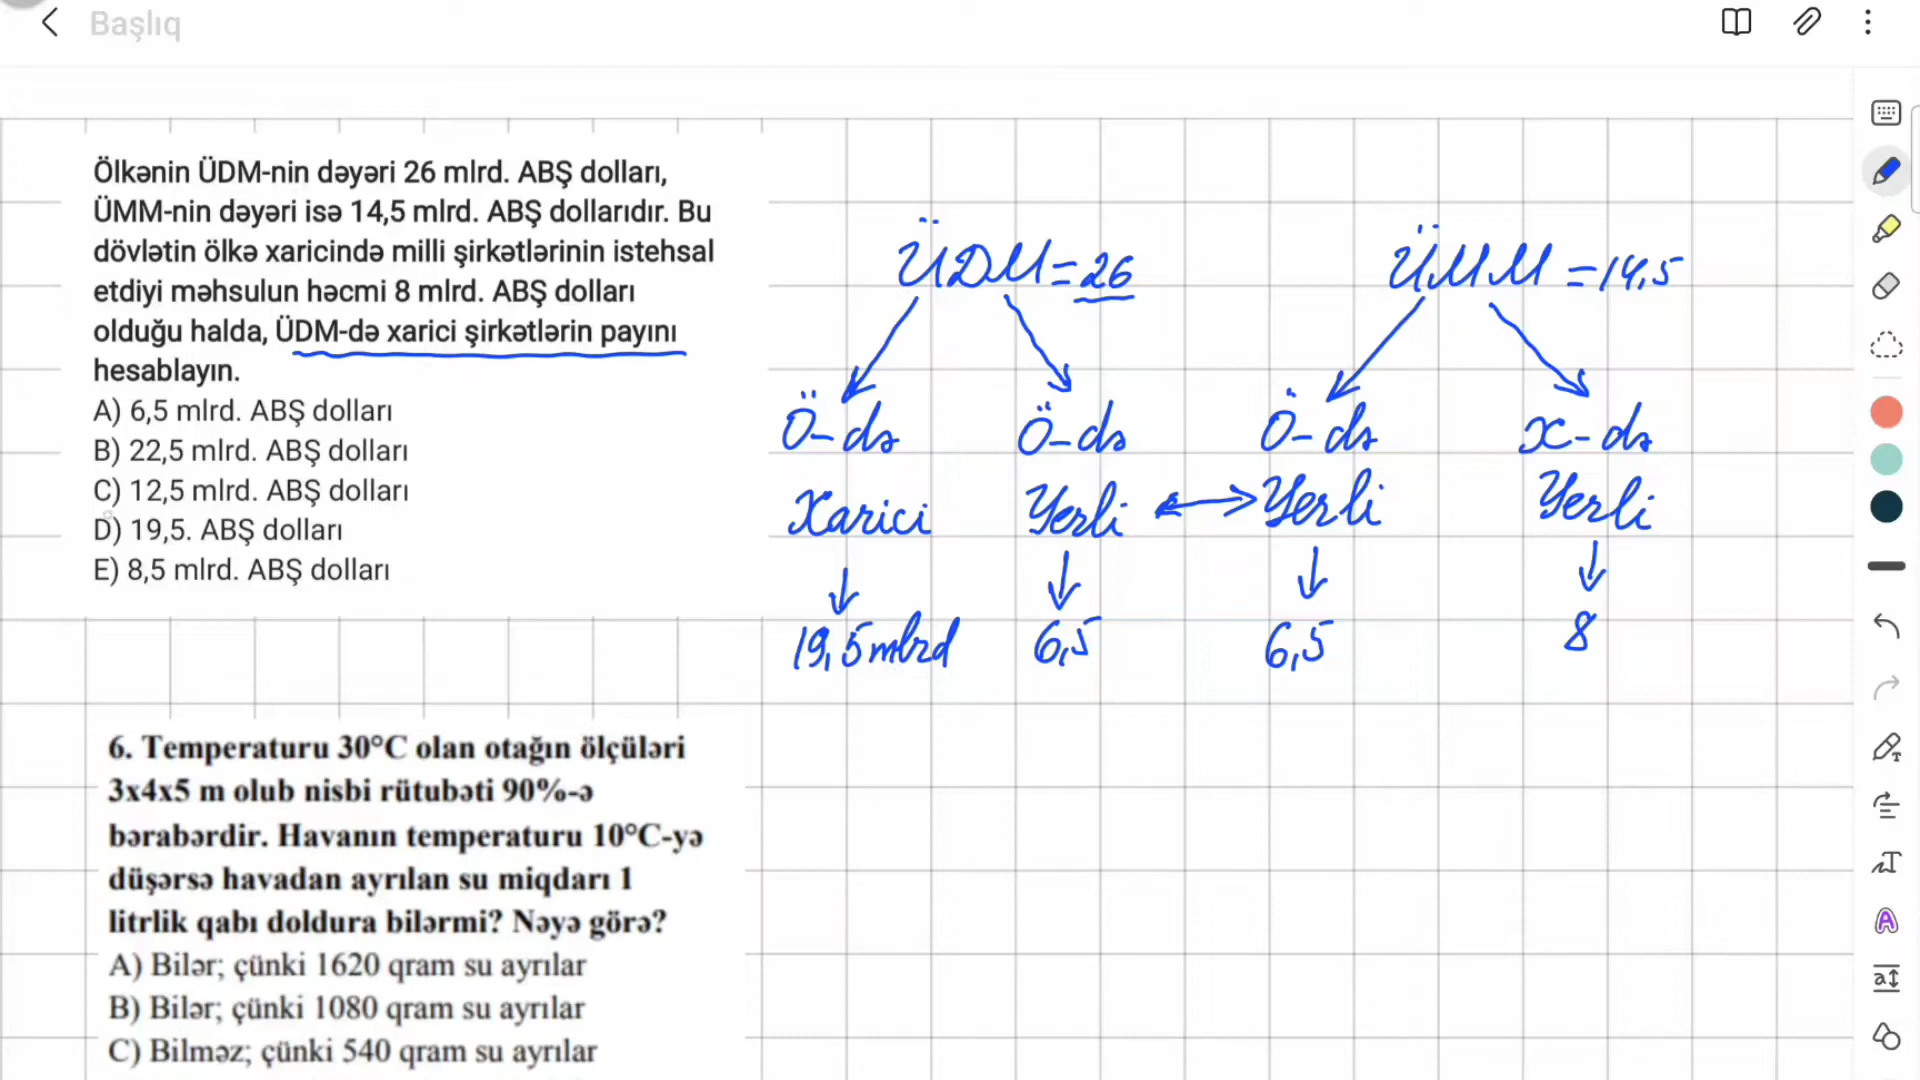 Başlıq
Ölkənin ÜDM-nin dəyəri 26 mlrd. ABŞ dolları,
ÜMM-nin dəyəri isə 14,5 mlrd. ABŞ dollarıdır. Bu
dövlətin ölkə xaricində milli şirkətlərinin istehsal
etdiyi məhsulun həcmi 8 mlrd. ABŞ dolları
olduğu halda, ÜDM-də xarici şirkətlərin payını
hesablayın.
A) 6,5 mlrd. ABŞ dolları
B) 22,5 mlrd. ABŞ dolları
C) 12,5 mlrd. ABŞ dolları
D) 19,5. ABŞ dolları
E) 8,5 mlrd. ABŞ dolları
ÜDM=26 ÜMM=14,5
Ö-də Ö-də Ö-də X-də
Xarici Yerli Yerli Yerli
19,5 mlrd 6,5 6,5 8
6. Temperaturu 30°C olan otağın ölçüləri
3x4x5 m olub nisbi rütubəti 90%-ə
bərabərdir. Havanın temperaturu 10°C-yə
düşərsə havadan ayrılan su miqdarı 1
litrlik qabı doldura bilərmi? Nəyə görə?
A) Bilər; çünki 1620 qram su ayrılar
B) Bilər; çünki 1080 qram su ayrılar
C) Bilməz; çünki 540 qram su ayrılar